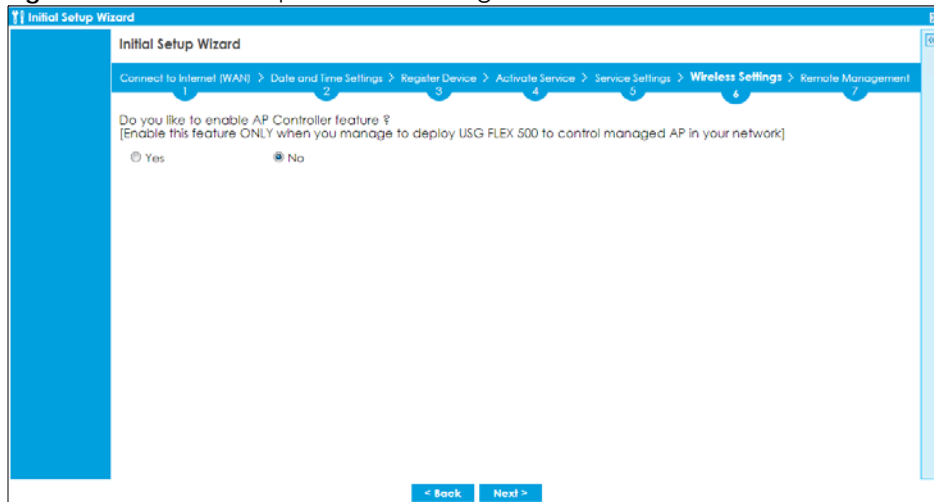 Initial Setup Wizard
Initial Setup Wizard
Connect to Internet (WAN) > Date and Time Settings > Register Device > Activate Service > Service Settings > Wireless Settings > Remote Management
1 2 3 4 5 6 7
Do you like to enable AP Controller feature ?
[Enable this feature ONLY when you manage to deploy USG FLEX 500 to control managed AP in your network]
Yes No
< Back Next >